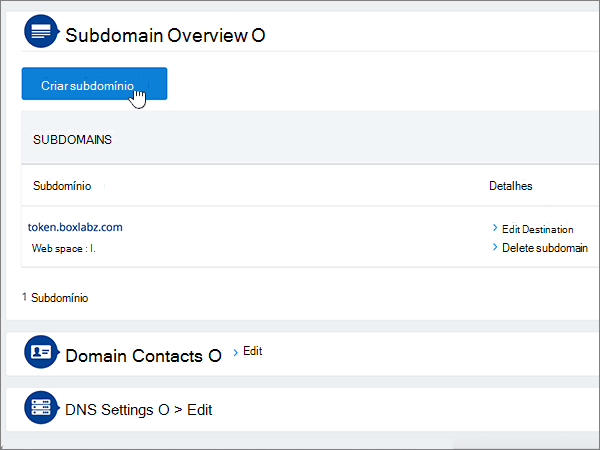 Subdomain Overview O
Criar subdomínio
SUBDOMAINS
Subdomínio Detalhes
token.boxlabz.com > Edit Destination
Web space : l. > Delete subdomain
1 Subdomínio
Domain Contacts O > Edit
DNS Settings O > Edit